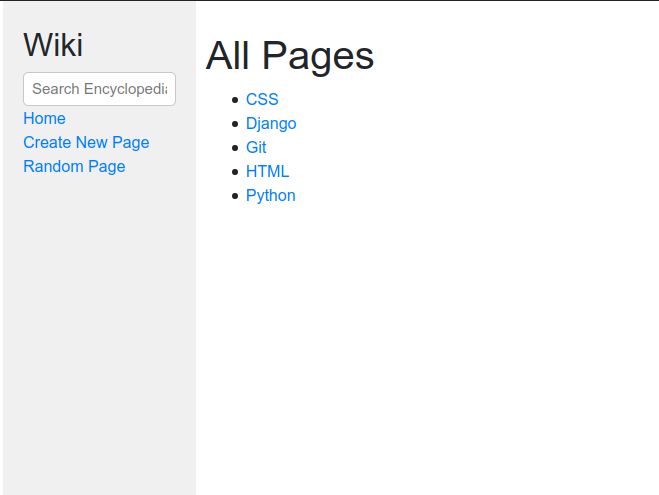 Wiki
Search Encyclopedia
Home
Create New Page
Random Page
All Pages
CSS
Django
Git
HTML
Python